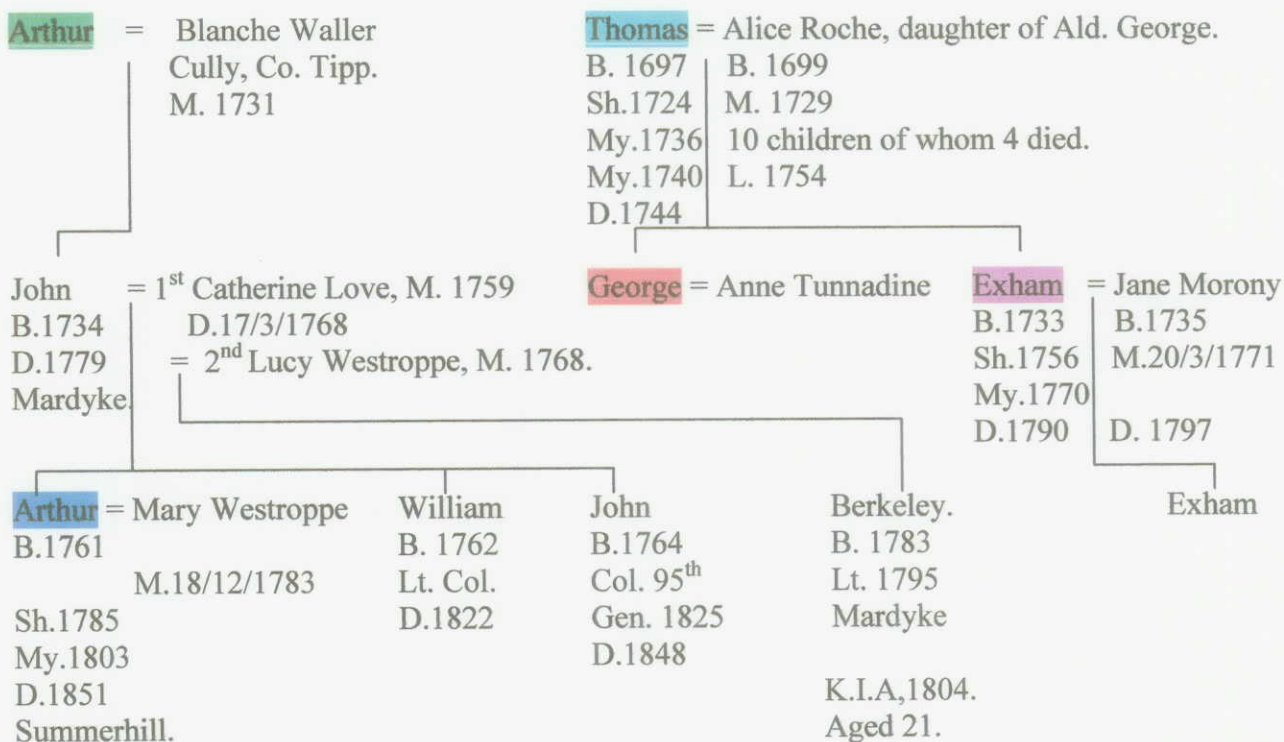 Arthur = Blanche Waller
Cully, Co. Tipp.
M. 1731
Thomas = Alice Roche, daughter of Ald. George.
B. 1697 B. 1699
Sh.1724 M. 1729
My.1736 10 children of whom 4 died.
My.1740 L. 1754
D.1744
John = 1st Catherine Love, M. 1759
B.1734 D.17/3/1768
D.1779 = 2nd Lucy Westroppe, M. 1768.
Mardyke
George = Anne Tunnadine
Exham = Jane Morony
B.1733 B.1735
Sh.1756 M.20/3/1771
My.1770
D.1790 D. 1797
Arthur = Mary Westroppe
B.1761
M.18/12/1783
Sh.1785
My.1803
D.1851
Summerhill.
William
B. 1762
Lt. Col.
D.1822
John
B.1764
Col. 95th
Gen. 1825
D.1848
Berkeley.
B. 1783
Lt. 1795
Mardyke
K.I.A,1804.
Aged 21.
Exham